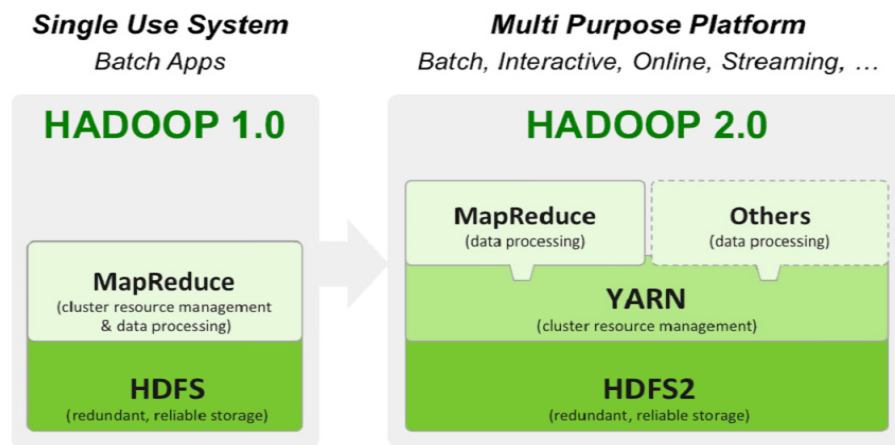 Single Use System
Batch Apps
HADOOP 1.0
MapReduce
(cluster resource management
& data processing)
HDFS
(redundant, reliable storage)
Multi Purpose Platform
Batch, Interactive, Online, Streaming, …
HADOOP 2.0
MapReduce
(data processing)
Others
(data processing)
YARN
(cluster resource management)
HDFS2
(redundant, reliable storage)